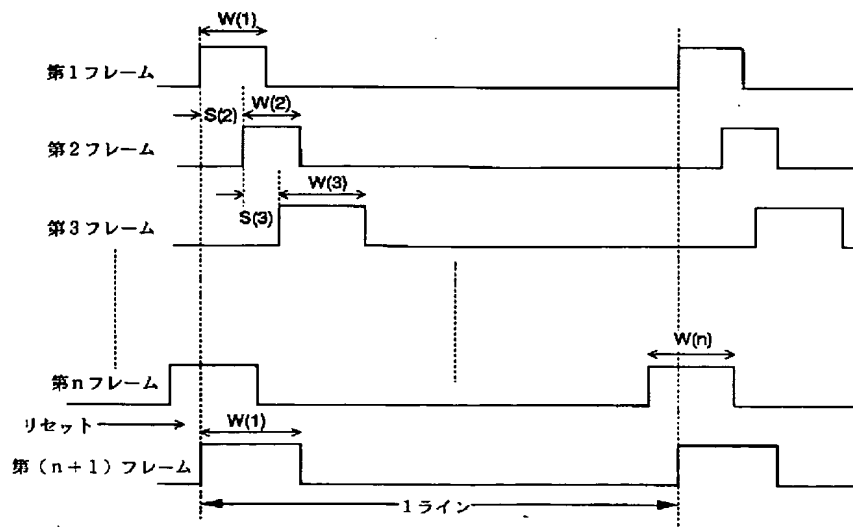 W(1)
第1フレーム
S(2)
W(2)
第2フレーム
W(3)
S(3)
第3フレーム
W(n)
第nフレーム
リセット
W(1)
第(n+1)フレーム
1ライン